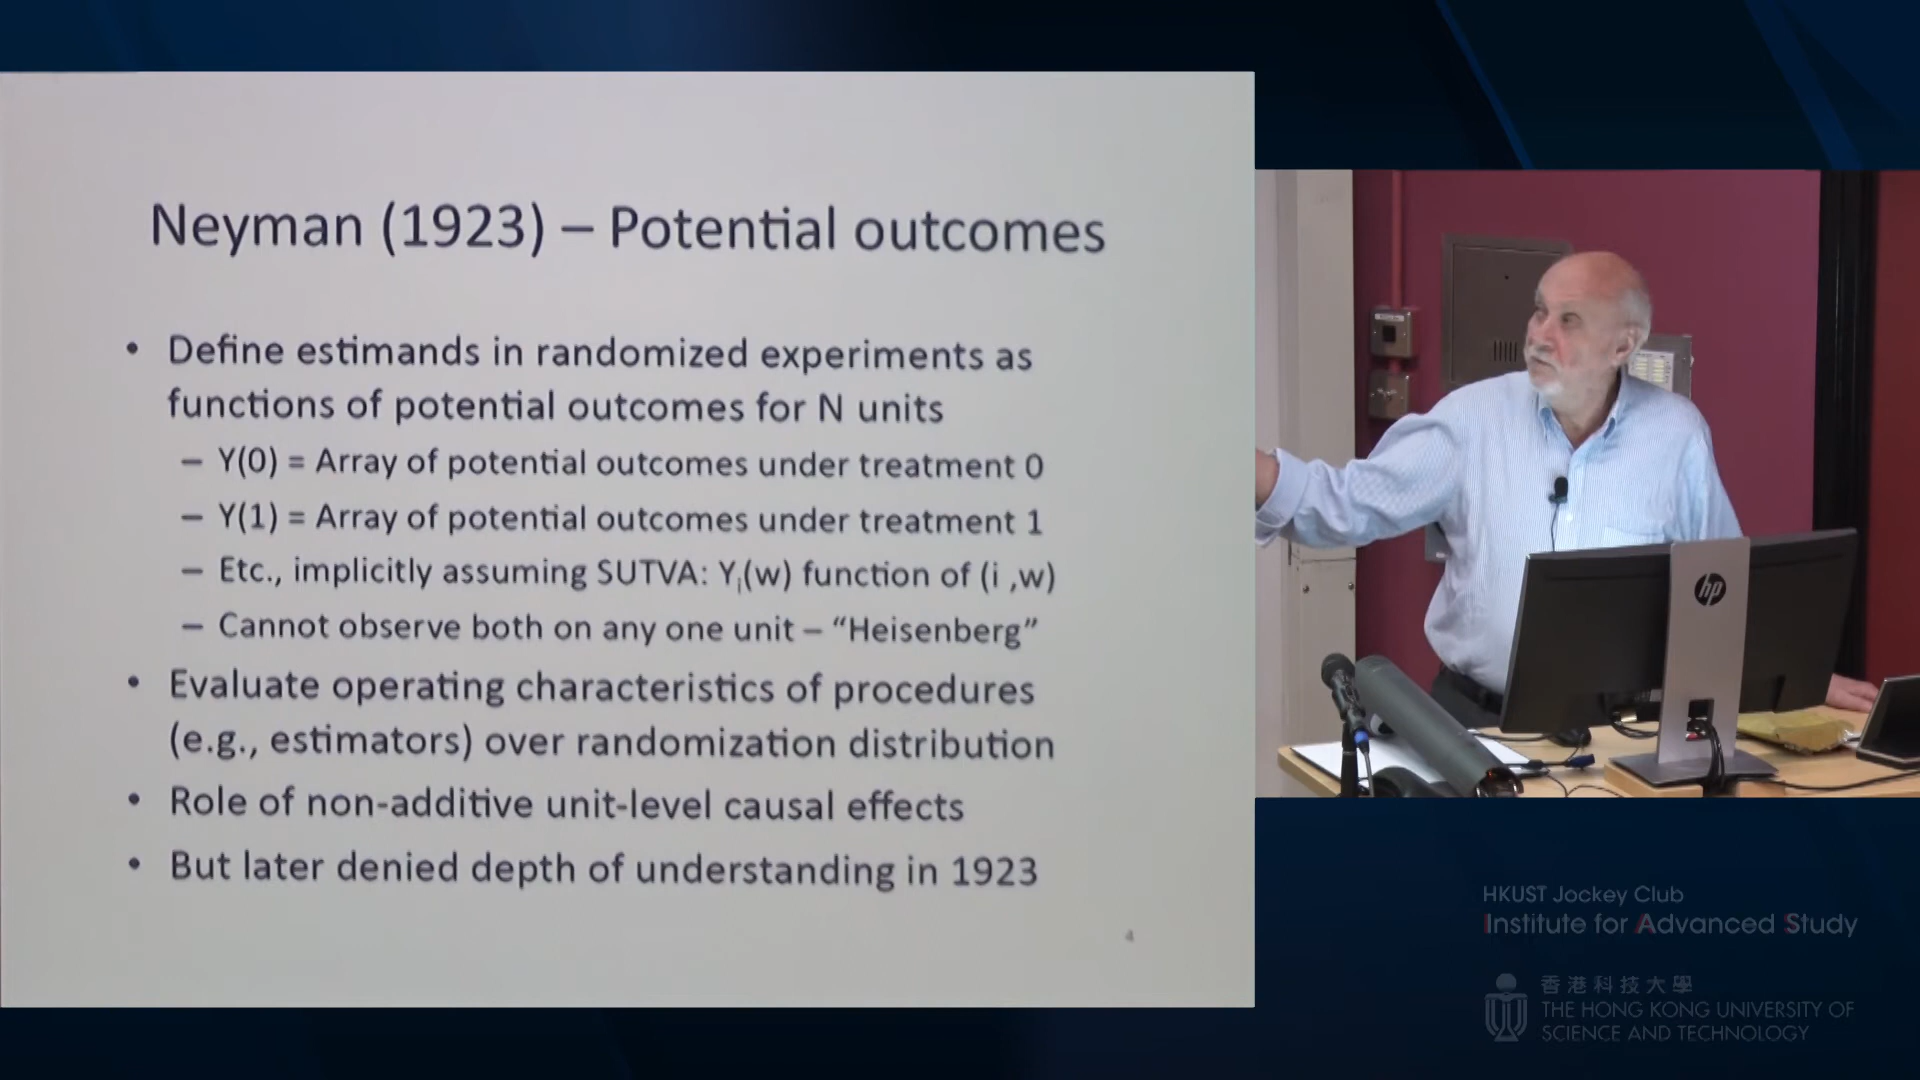 Neyman (1923) – Potential outcomes
• Define estimands in randomized experiments as
functions of potential outcomes for N units
– Y(0) = Array of potential outcomes under treatment 0
– Y(1) = Array of potential outcomes under treatment 1
– Etc., implicitly assuming SUTVA: Yi(w) function of (i ,w)
– Cannot observe both on any one unit – “Heisenberg”
• Evaluate operating characteristics of procedures
(e.g., estimators) over randomization distribution
• Role of non-additive unit-level causal effects
• But later denied depth of understanding in 1923
4
hp
HKUST Jockey Club
Institute for Advanced Study
香港科技大學
THE HONG KONG UNIVERSITY OF
SCIENCE AND TECHNOLOGY